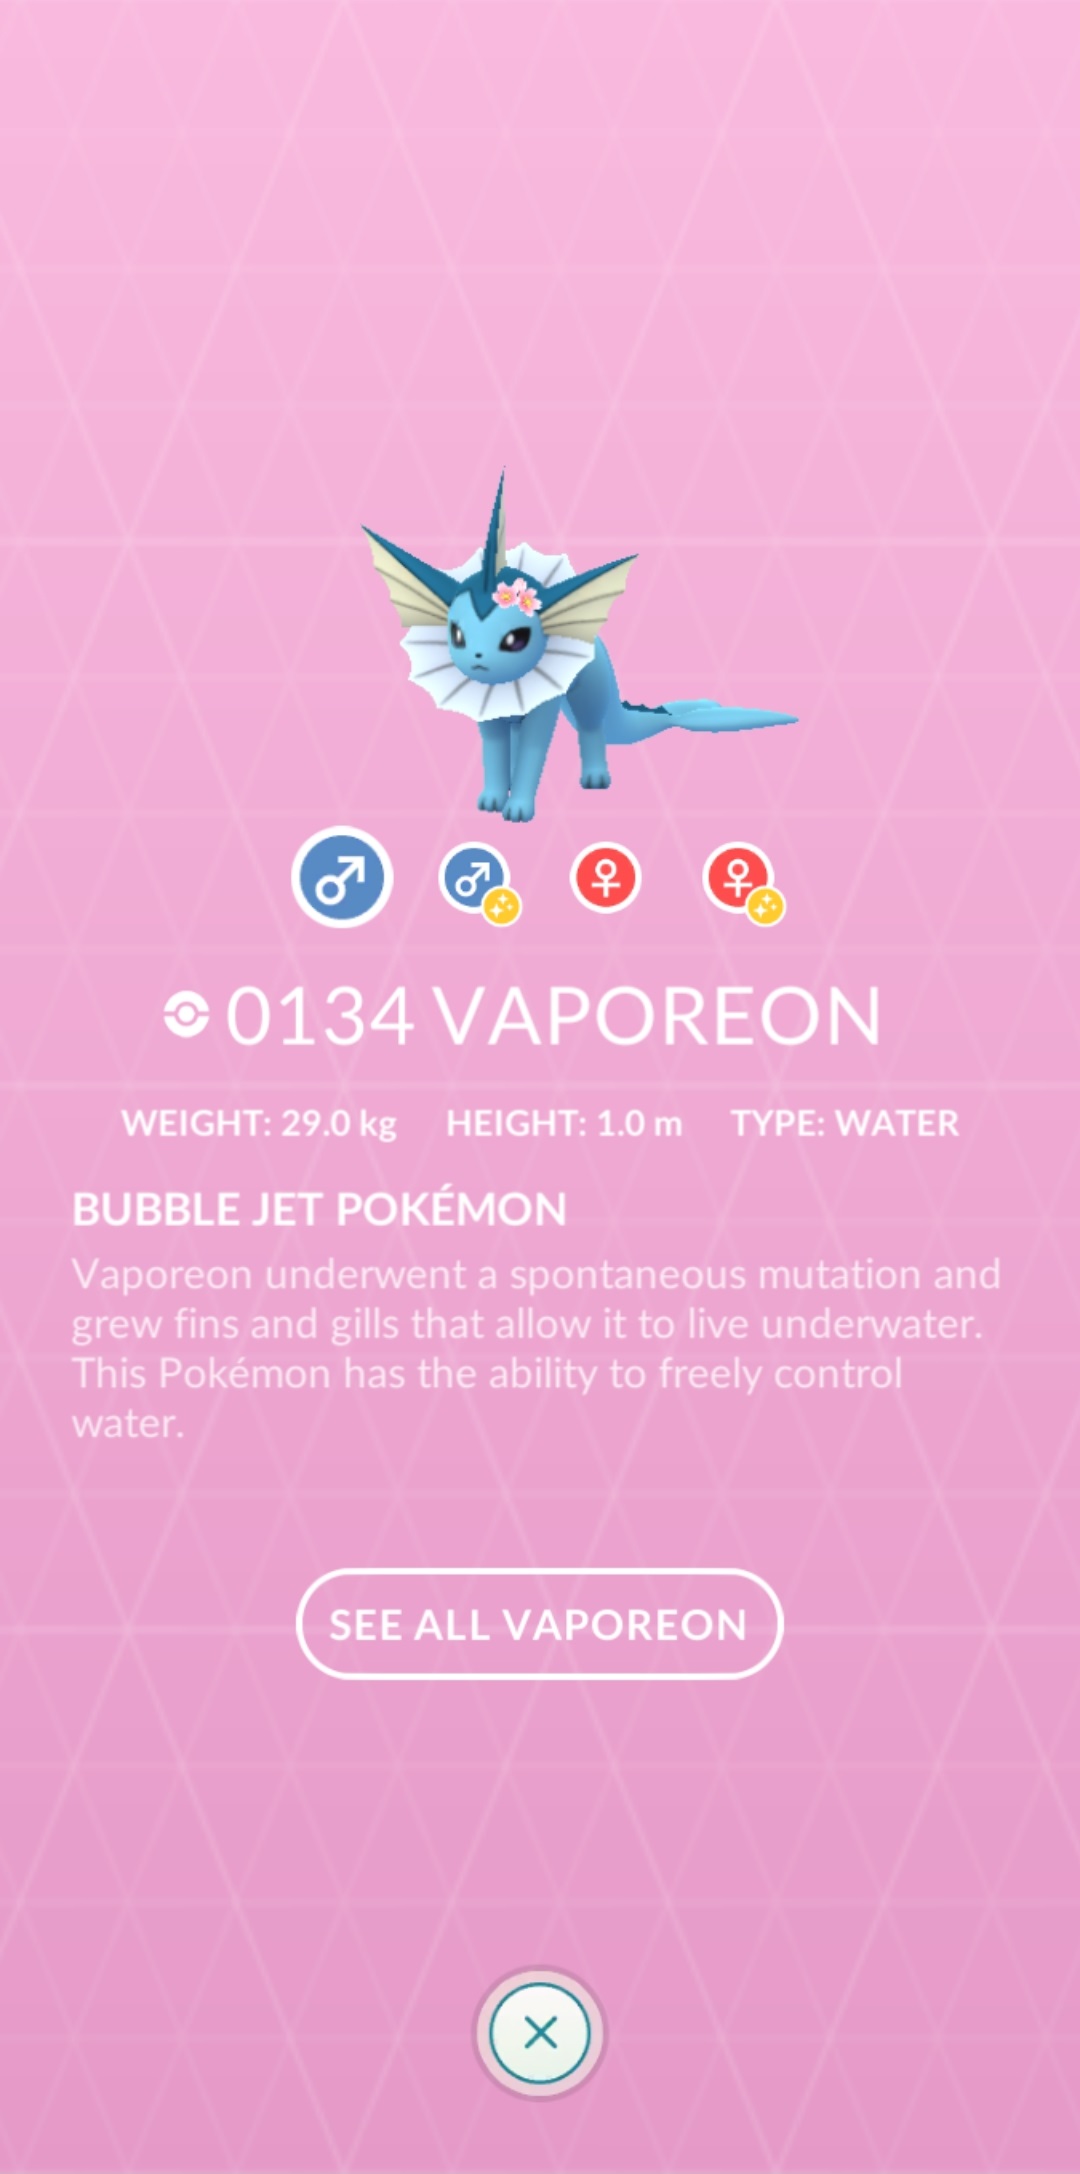 0134 VAPOREON
WEIGHT: 29.0 kg HEIGHT: 1.0 m TYPE: WATER
BUBBLE JET POKÉMON
Vaporeon underwent a spontaneous mutation and
grew fins and gills that allow it to live underwater.
This Pokémon has the ability to freely control
water.
SEE ALL VAPOREON